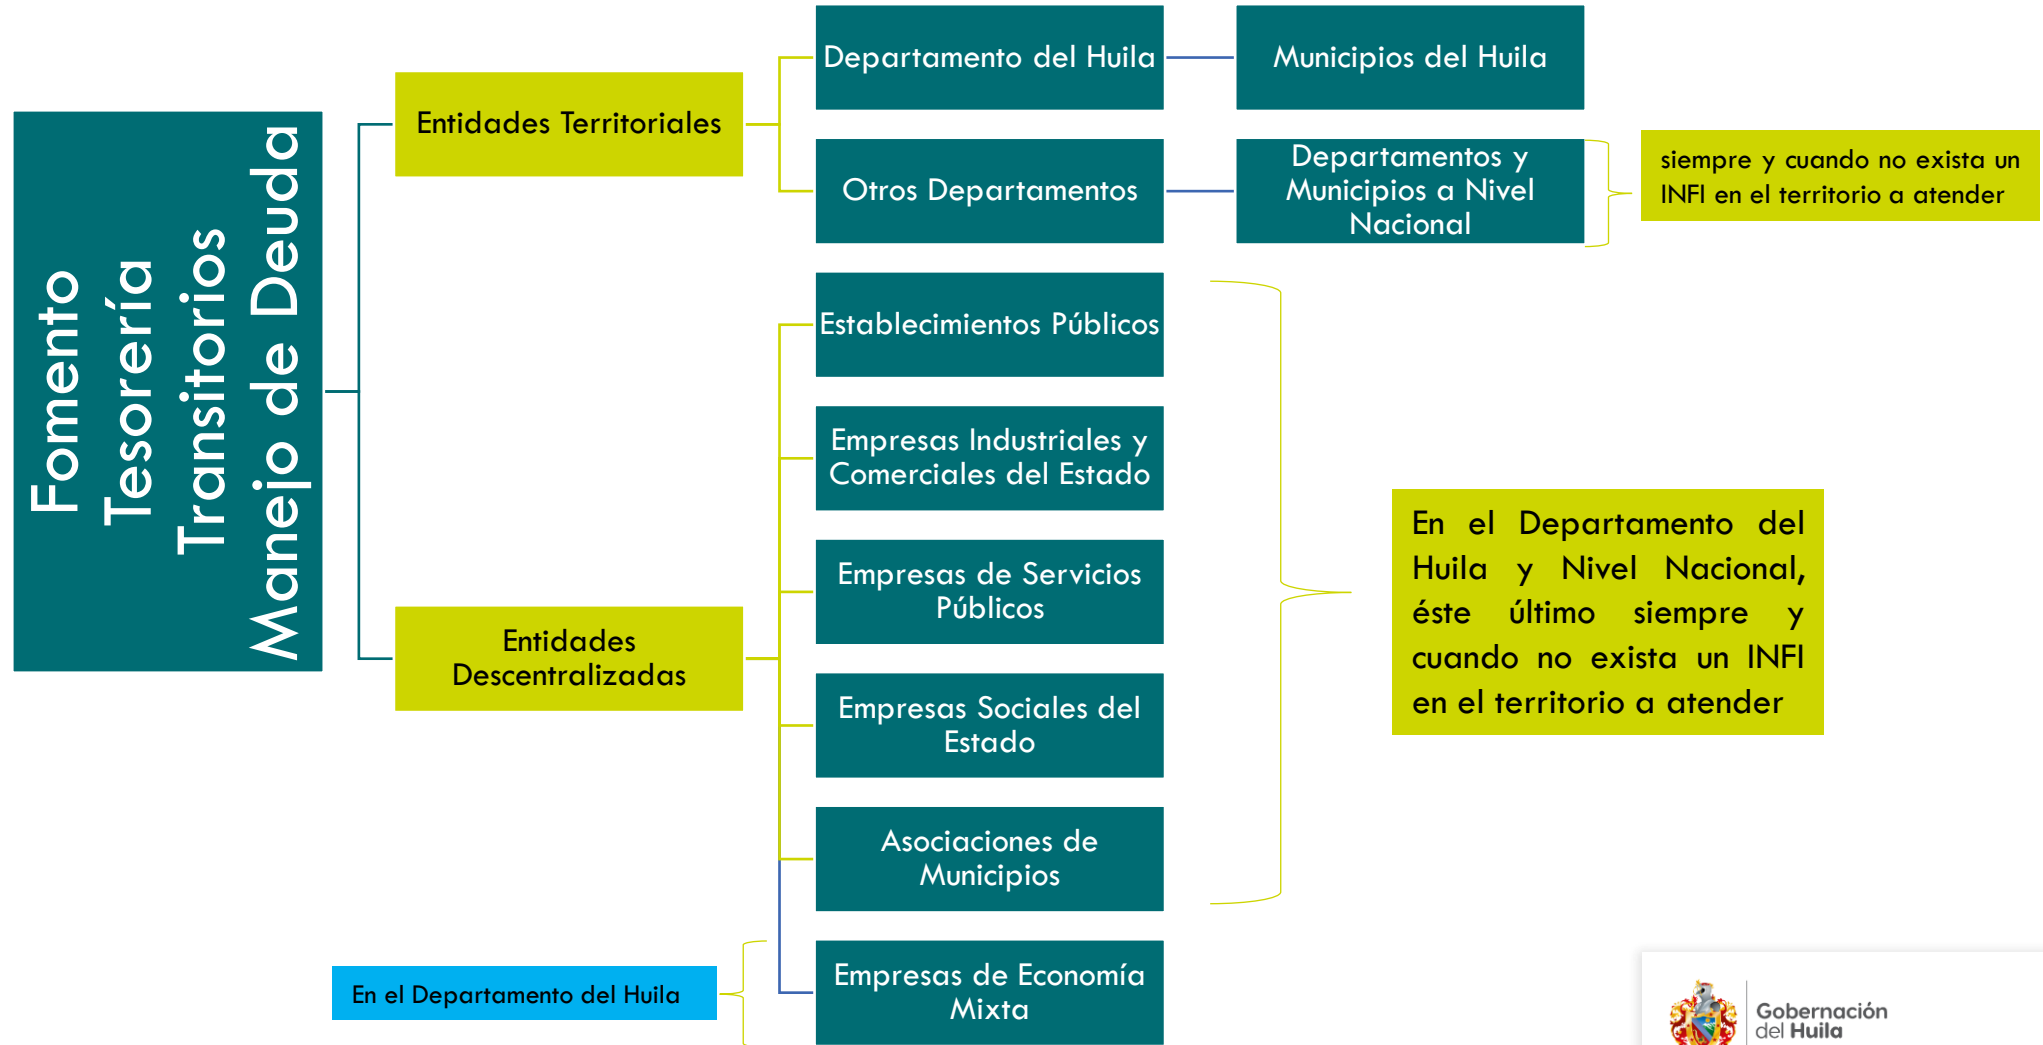 Fomento
Tesorería
Transitorios
Manejo de Deuda
Entidades Territoriales
Departamento del Huila
Municipios del Huila
Otros Departamentos
Departamentos y
Municipios a Nivel
Nacional
siempre y cuando no exista un
INFI en el territorio a atender
Entidades
Descentralizadas
Establecimientos Públicos
Empresas Industriales y
Comerciales del Estado
Empresas de Servicios
Públicos
Empresas Sociales del
Estado
Asociaciones de
Municipios
En el Departamento del
Huila y Nivel Nacional,
éste último siempre y
cuando no exista un INFI
en el territorio a atender
En el Departamento del Huila
Empresas de Economía
Mixta
Gobernación
del Huila